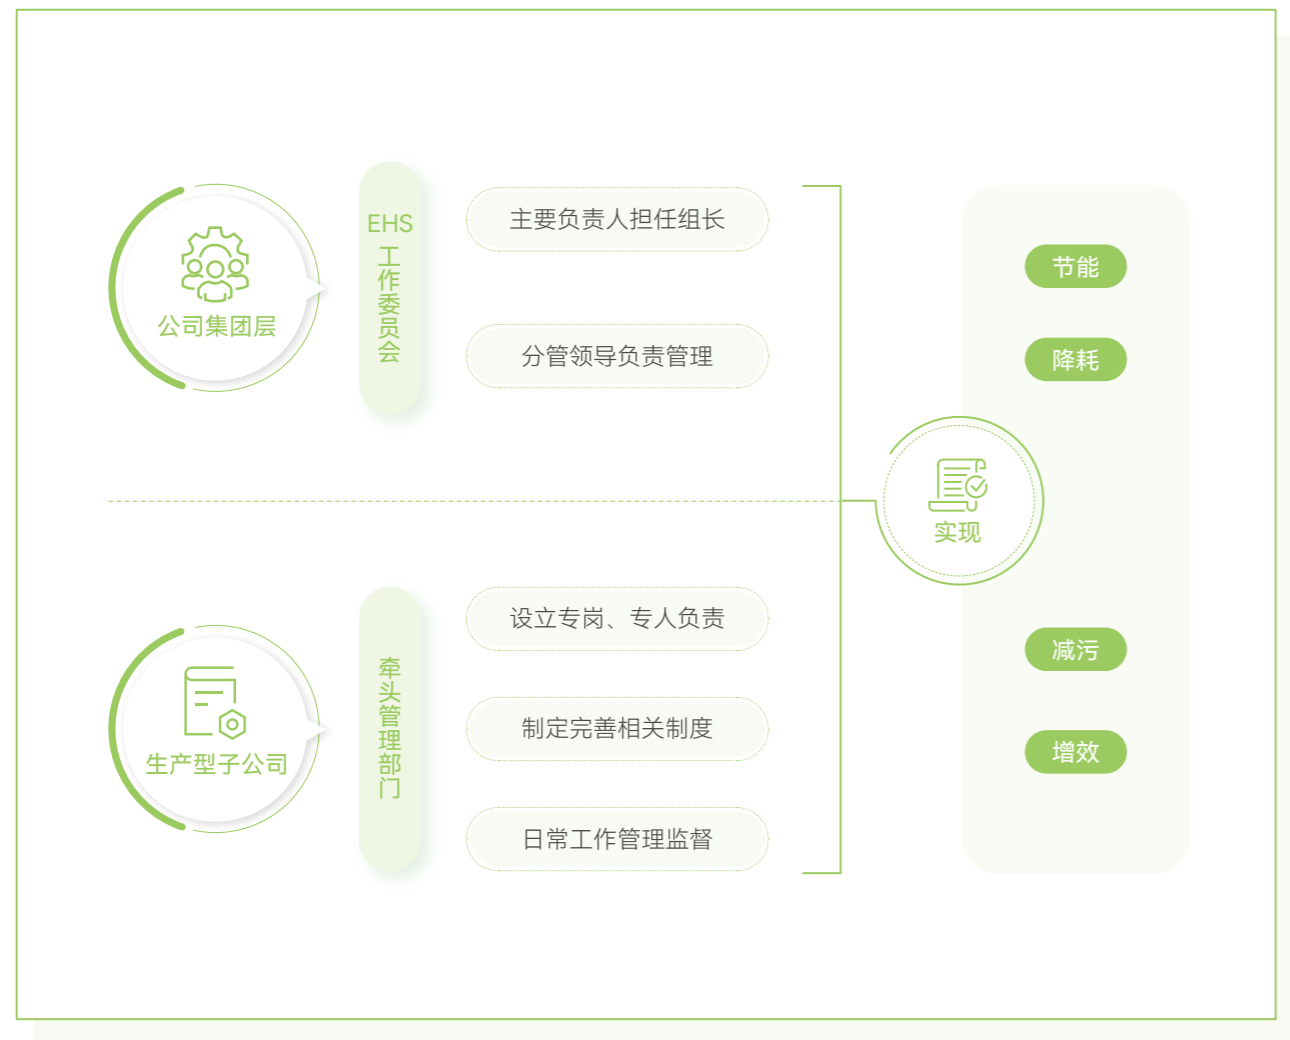 公司集团层
EHS
工作委员会
主要负责人担任组长
分管领导负责管理
生产型子公司
牵头管理部门
设立专岗、专人负责
制定完善相关制度
日常工作管理监督
实现
节能
降耗
减污
增效